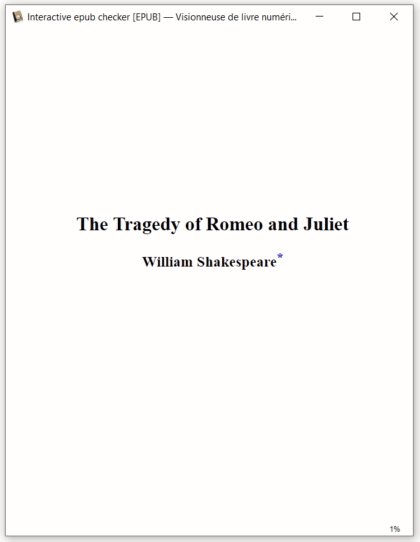 Interactive epub checker [EPUB] — Visionneuse de livre numéri...
The Tragedy of Romeo and Juliet
William Shakespeare*
1%